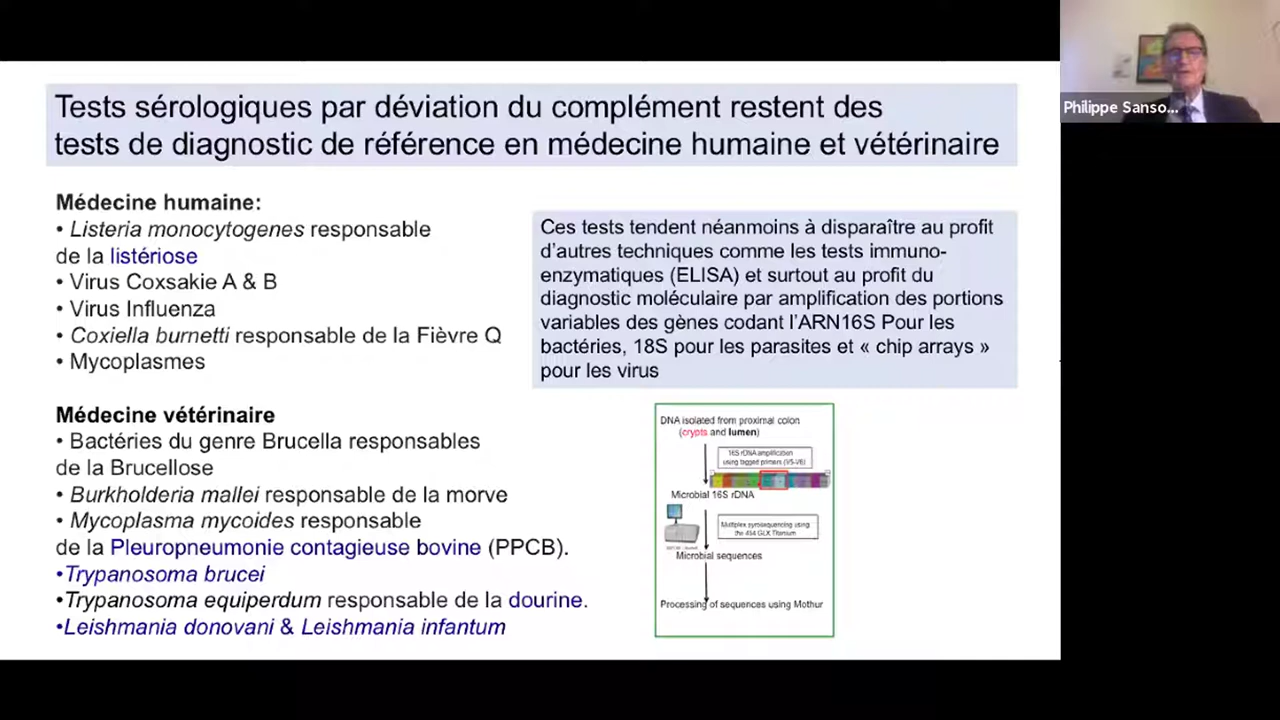 Tests sérologiques par déviation du complément restent des
tests de diagnostic de référence en médecine humaine et vétérinaire
Philippe Sanso...
Médecine humaine:
• Listeria monocytogenes responsable
de la listériose
• Virus Coxsakie A & B
• Virus Influenza
• Coxiella burnetti responsable de la Fièvre Q
• Mycoplasmes
Médecine vétérinaire
• Bactéries du genre Brucella responsables
de la Brucellose
• Burkholderia mallei responsable de la morve
• Mycoplasma mycoides responsable
de la Pleuropneumonie contagieuse bovine (PPCB).
•Trypanosoma brucei
•Trypanosoma equiperdum responsable de la dourine.
•Leishmania donovani & Leishmania infantum
Ces tests tendent néanmoins à disparaître au profit
d'autres techniques comme les tests immuno-
enzymatiques (ELISA) et surtout au profit du
diagnostic moléculaire par amplification des portions
variables des gènes codant l'ARN16S Pour les
bactéries, 18S pour les parasites et « chip arrays »
pour les virus
DNA isolated from proximal colon
(crypts and lumen)
16S rDNA amplification
using tagged primers (V5-V6)
Microbial 16S rDNA
Multiplex pyrosequencing using
the 454 GLX Titanium
Microbial sequences
Processing of sequences using Mothur